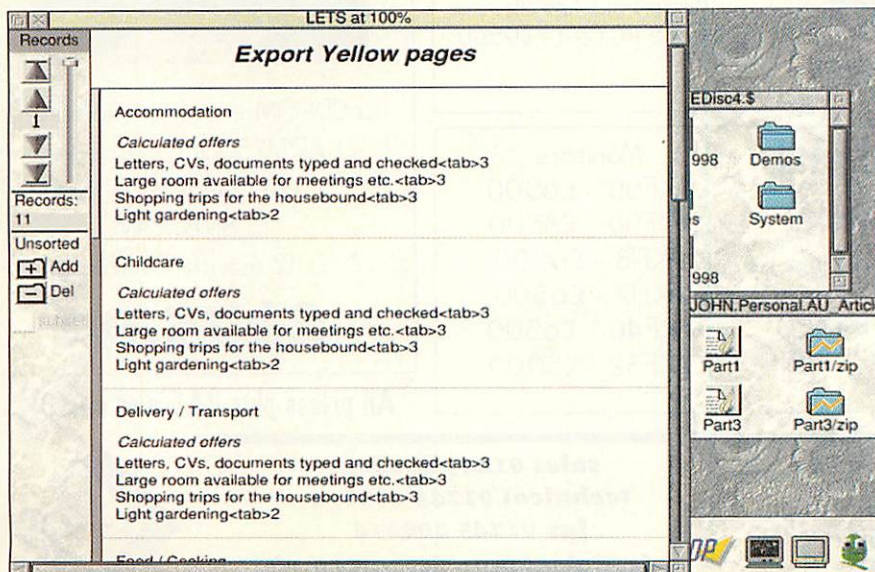 LETS at 100%
Records
1
Records:
11
Unsorted
+ Add
- Del
subset
Export Yellow pages
Accommodation
Calculated offers
Letters, CVs, documents typed and checked<tab>3
Large room available for meetings etc.<tab>3
Shopping trips for the housebound<tab>3
Light gardening<tab>2
Childcare
Calculated offers
Letters, CVs, documents typed and checked<tab>3
Large room available for meetings etc.<tab>3
Shopping trips for the housebound<tab>3
Light gardening<tab>2
Delivery / Transport
Calculated offers
Letters, CVs, documents typed and checked<tab>3
Large room available for meetings etc.<tab>3
Shopping trips for the housebound<tab>3
Light gardening<tab>2
Food / Cooking
EDisc4.$
998 Demos
s System
998
JOHN.Personal.AU_Articl
Part1 Part1/zip
Part3 Part3/zip